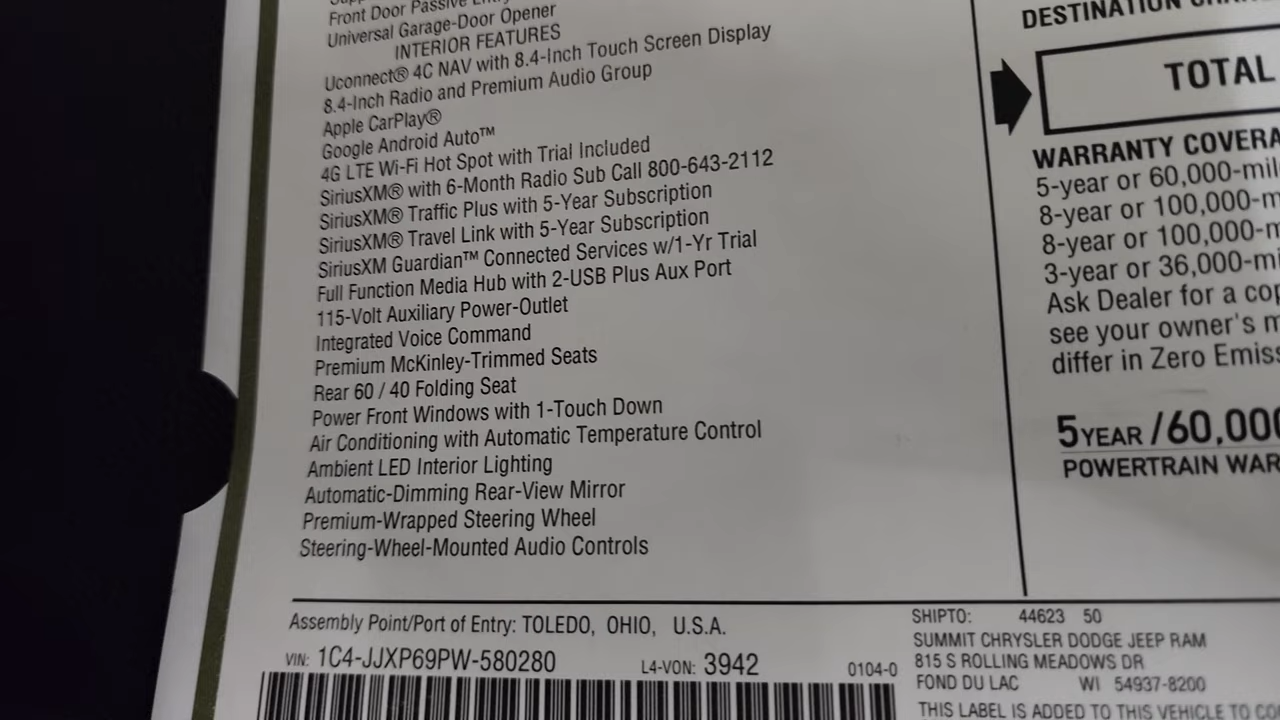 Front Door Passive
Universal Garage-Door Opener
INTERIOR FEATURES
Uconnect® 4C NAV with 8.4-Inch Touch Screen Display
8.4-Inch Radio and Premium Audio Group
Apple CarPlay®
Google Android Auto™
4G LTE Wi-Fi Hot Spot with Trial Included
SiriusXM® with 6-Month Radio Sub Call 800-643-2112
SiriusXM® Traffic Plus with 5-Year Subscription
SiriusXM® Travel Link with 5-Year Subscription
SiriusXM Guardian™ Connected Services w/1-Yr Trial
Full Function Media Hub with 2-USB Plus Aux Port
115-Volt Auxiliary Power-Outlet
Integrated Voice Command
Premium McKinley-Trimmed Seats
Rear 60 / 40 Folding Seat
Power Front Windows with 1-Touch Down
Air Conditioning with Automatic Temperature Control
Ambient LED Interior Lighting
Automatic-Dimming Rear-View Mirror
Premium-Wrapped Steering Wheel
Steering-Wheel-Mounted Audio Controls
DESTINATION
TOTAL
WARRANTY COVERA
5-year or 60,000-mil
8-year or 100,000-m
8-year or 100,000-m
3-year or 36,000-mi
Ask Dealer for a cop
see your owner's m
differ in Zero Emiss
5YEAR/60,000
POWERTRAIN WAR
Assembly Point/Port of Entry: TOLEDO, OHIO, U.S.A.
VIN: 1C4-JJXP69PW-580280
L4-VON: 3942
0104-0
SHIPTO: 44623 50
SUMMIT CHRYSLER DODGE JEEP RAM
815 S ROLLING MEADOWS DR
FOND DU LAC WI 54937-8200
THIS LABEL IS ADDED TO THIS VEHICLE TO CO